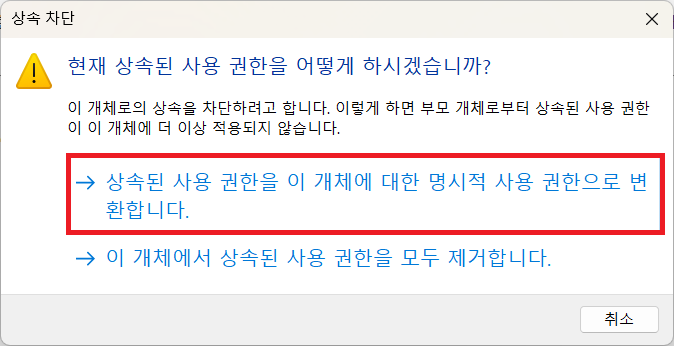 상속 차단
현재 상속된 사용 권한을 어떻게 하시겠습니까?
이 개체로의 상속을 차단하려고 합니다. 이렇게 하면 부모 개체로부터 상속된 사용 권한
이 이 개체에 더 이상 적용되지 않습니다.
상속된 사용 권한을 이 개체에 대한 명시적 사용 권한으로 변
환합니다.
이 개체에서 상속된 사용 권한을 모두 제거합니다.
취소